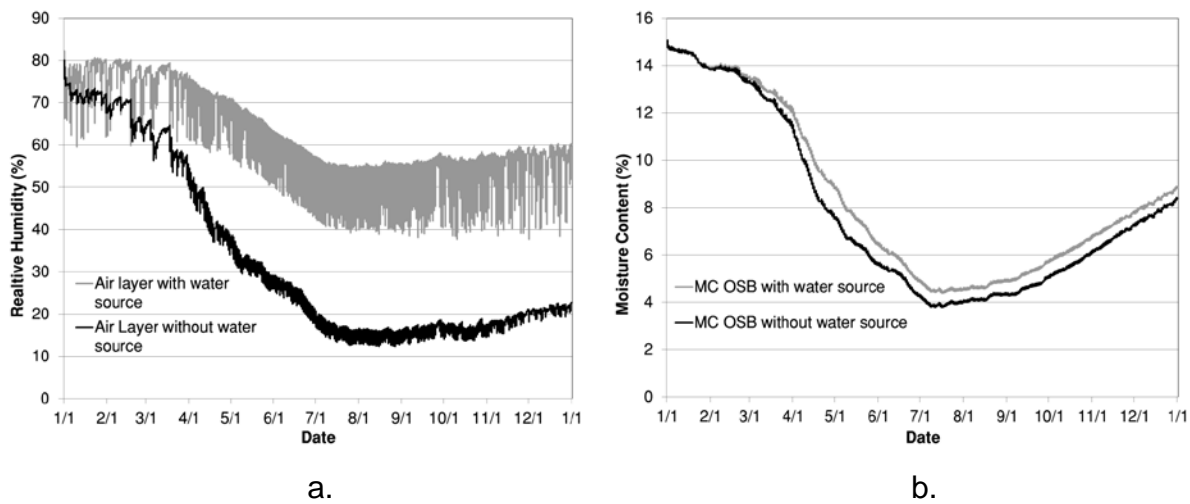 90
80
70
60
50
40
30
20
10
0
Realtive Humidity (%)
Air layer with water
source
Air Layer without water
source
1/1 2/1 3/1 4/1 5/1 6/1 7/1 8/1 9/1 10/1 11/1 12/1 1/1
Date
a.
16
14
12
10
8
6
4
2
0
Moisture Content (%)
MC OSB with water source
MC OSB without water source
1/1 2/1 3/1 4/1 5/1 6/1 7/1 8/1 9/1 10/1 11/1 12/1 1/1
Date
b.